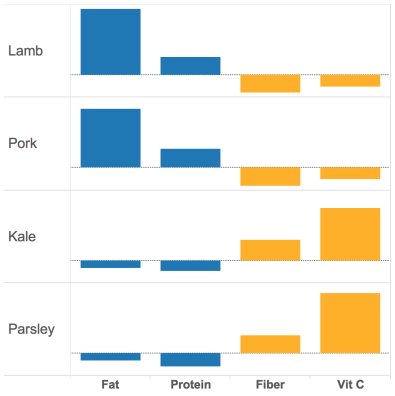 Lamb
Pork
Kale
Parsley
Fat Protein Fiber Vit C